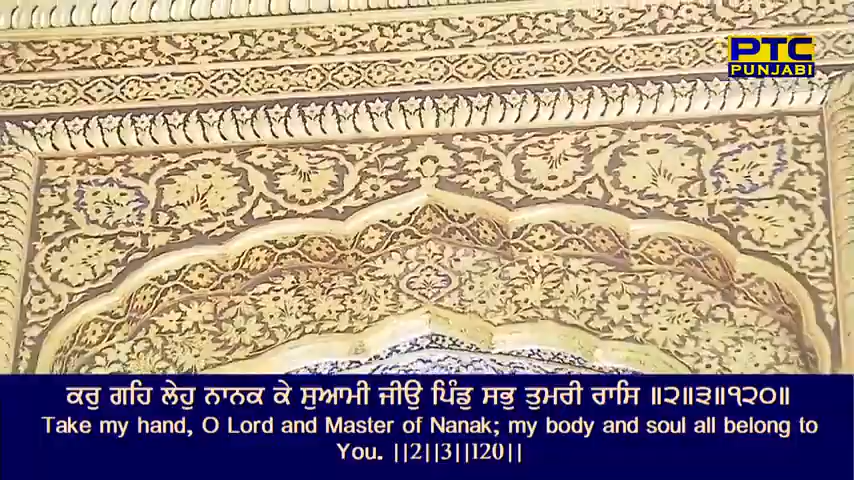 PTC
PUNJABI
ਕਰੁ ਗਹਿ ਲੇਹੁ ਨਾਨਕ ਕੇ ਸੁਆਮੀ ਜੀਉ ਪਿੰਡੁ ਸਭੁ ਤੁਮਰੀ ਰਾਸਿ ॥੨॥੩॥੧੨੦॥
Take my hand, O Lord and Master of Nanak; my body and soul all belong to
You. ||2||3||120||